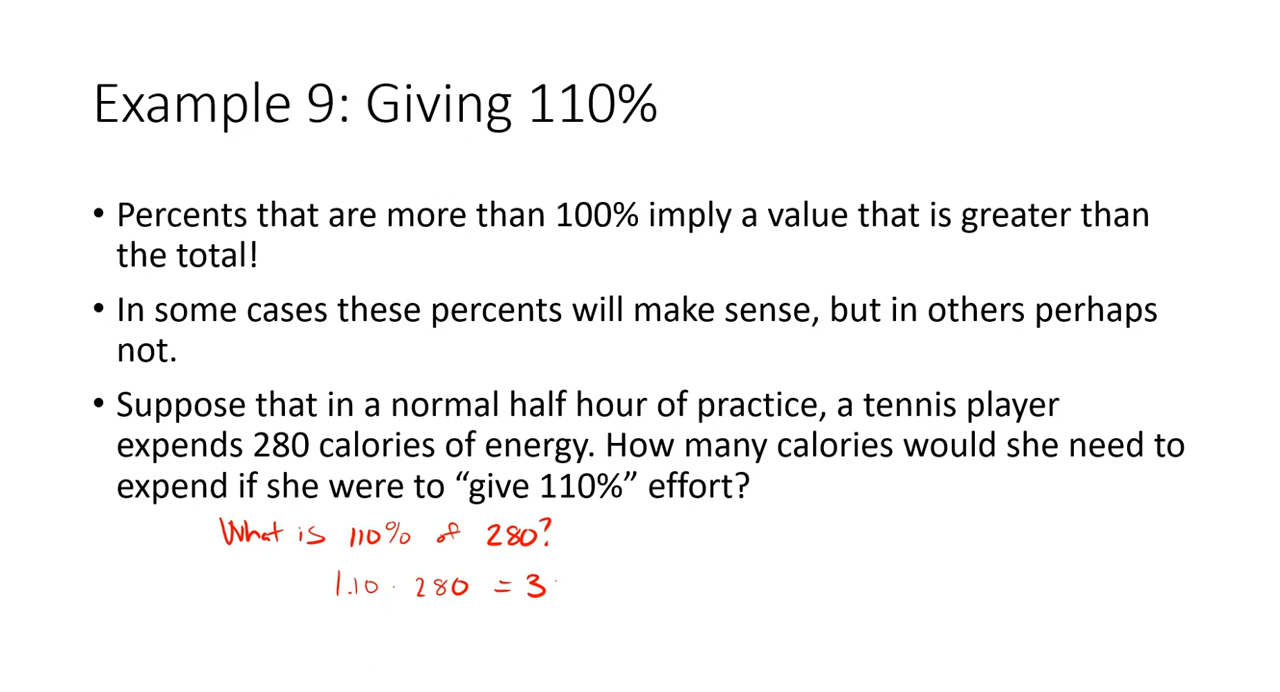 Example 9: Giving 110%
• Percents that are more than 100% imply a value that is greater than
the total!
• In some cases these percents will make sense, but in others perhaps
not.
• Suppose that in a normal half hour of practice, a tennis player
expends 280 calories of energy. How many calories would she need to
expend if she were to “give 110%” effort?
What is 110% of 280?
1.10 · 280 = 3